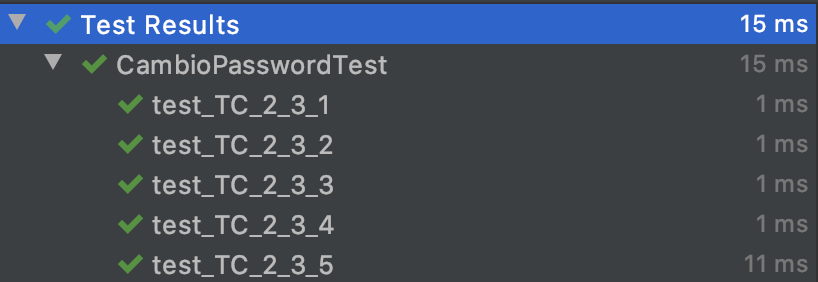 Test Results 15 ms
CambioPasswordTest 15 ms
test_TC_2_3_1 1 ms
test_TC_2_3_2 1 ms
test_TC_2_3_3 1 ms
test_TC_2_3_4 1 ms
test_TC_2_3_5 11 ms